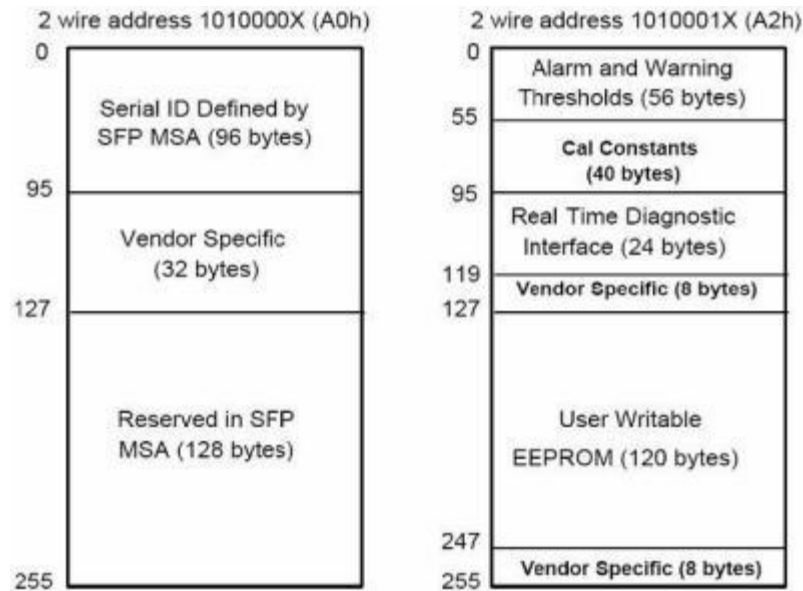 2 wire address 1010000X (A0h)
0
Serial ID Defined by
SFP MSA (96 bytes)
95
Vendor Specific
(32 bytes)
127
Reserved in SFP
MSA (128 bytes)
255
2 wire address 1010001X (A2h)
0
Alarm and Warning
Thresholds (56 bytes)
55
Cal Constants
(40 bytes)
95
Real Time Diagnostic
Interface (24 bytes)
119
Vendor Specific (8 bytes)
127
User Writable
EEPROM (120 bytes)
247
Vendor Specific (8 bytes)
255